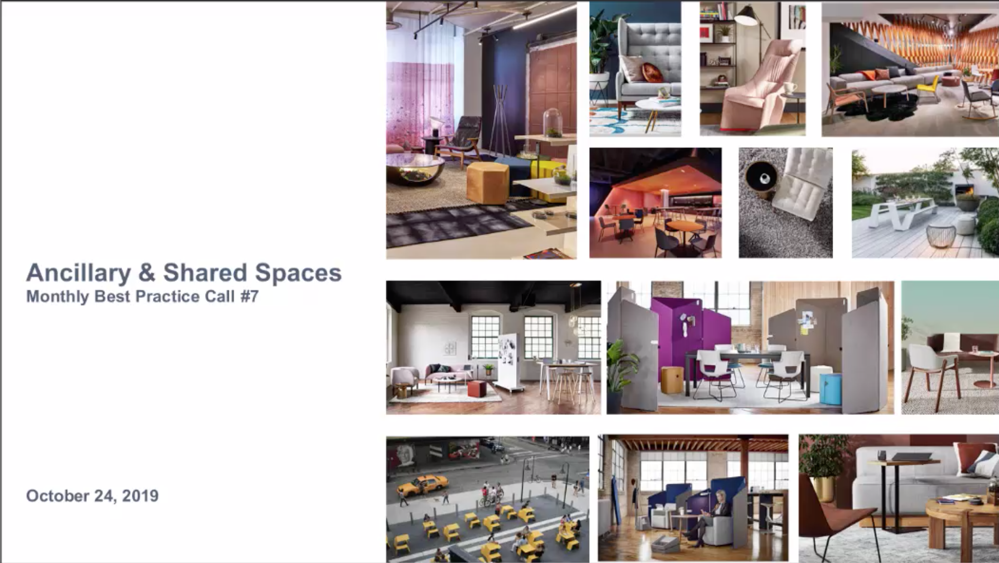 Ancillary & Shared Spaces
Monthly Best Practice Call #7
October 24, 2019